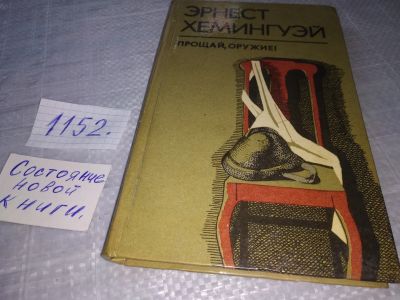 ЭРНЕСТ
ХЕМИНГУЭЙ
ПРОЩАЙ, ОРУЖИЕ!
1152.
Состояние
новой
книги.